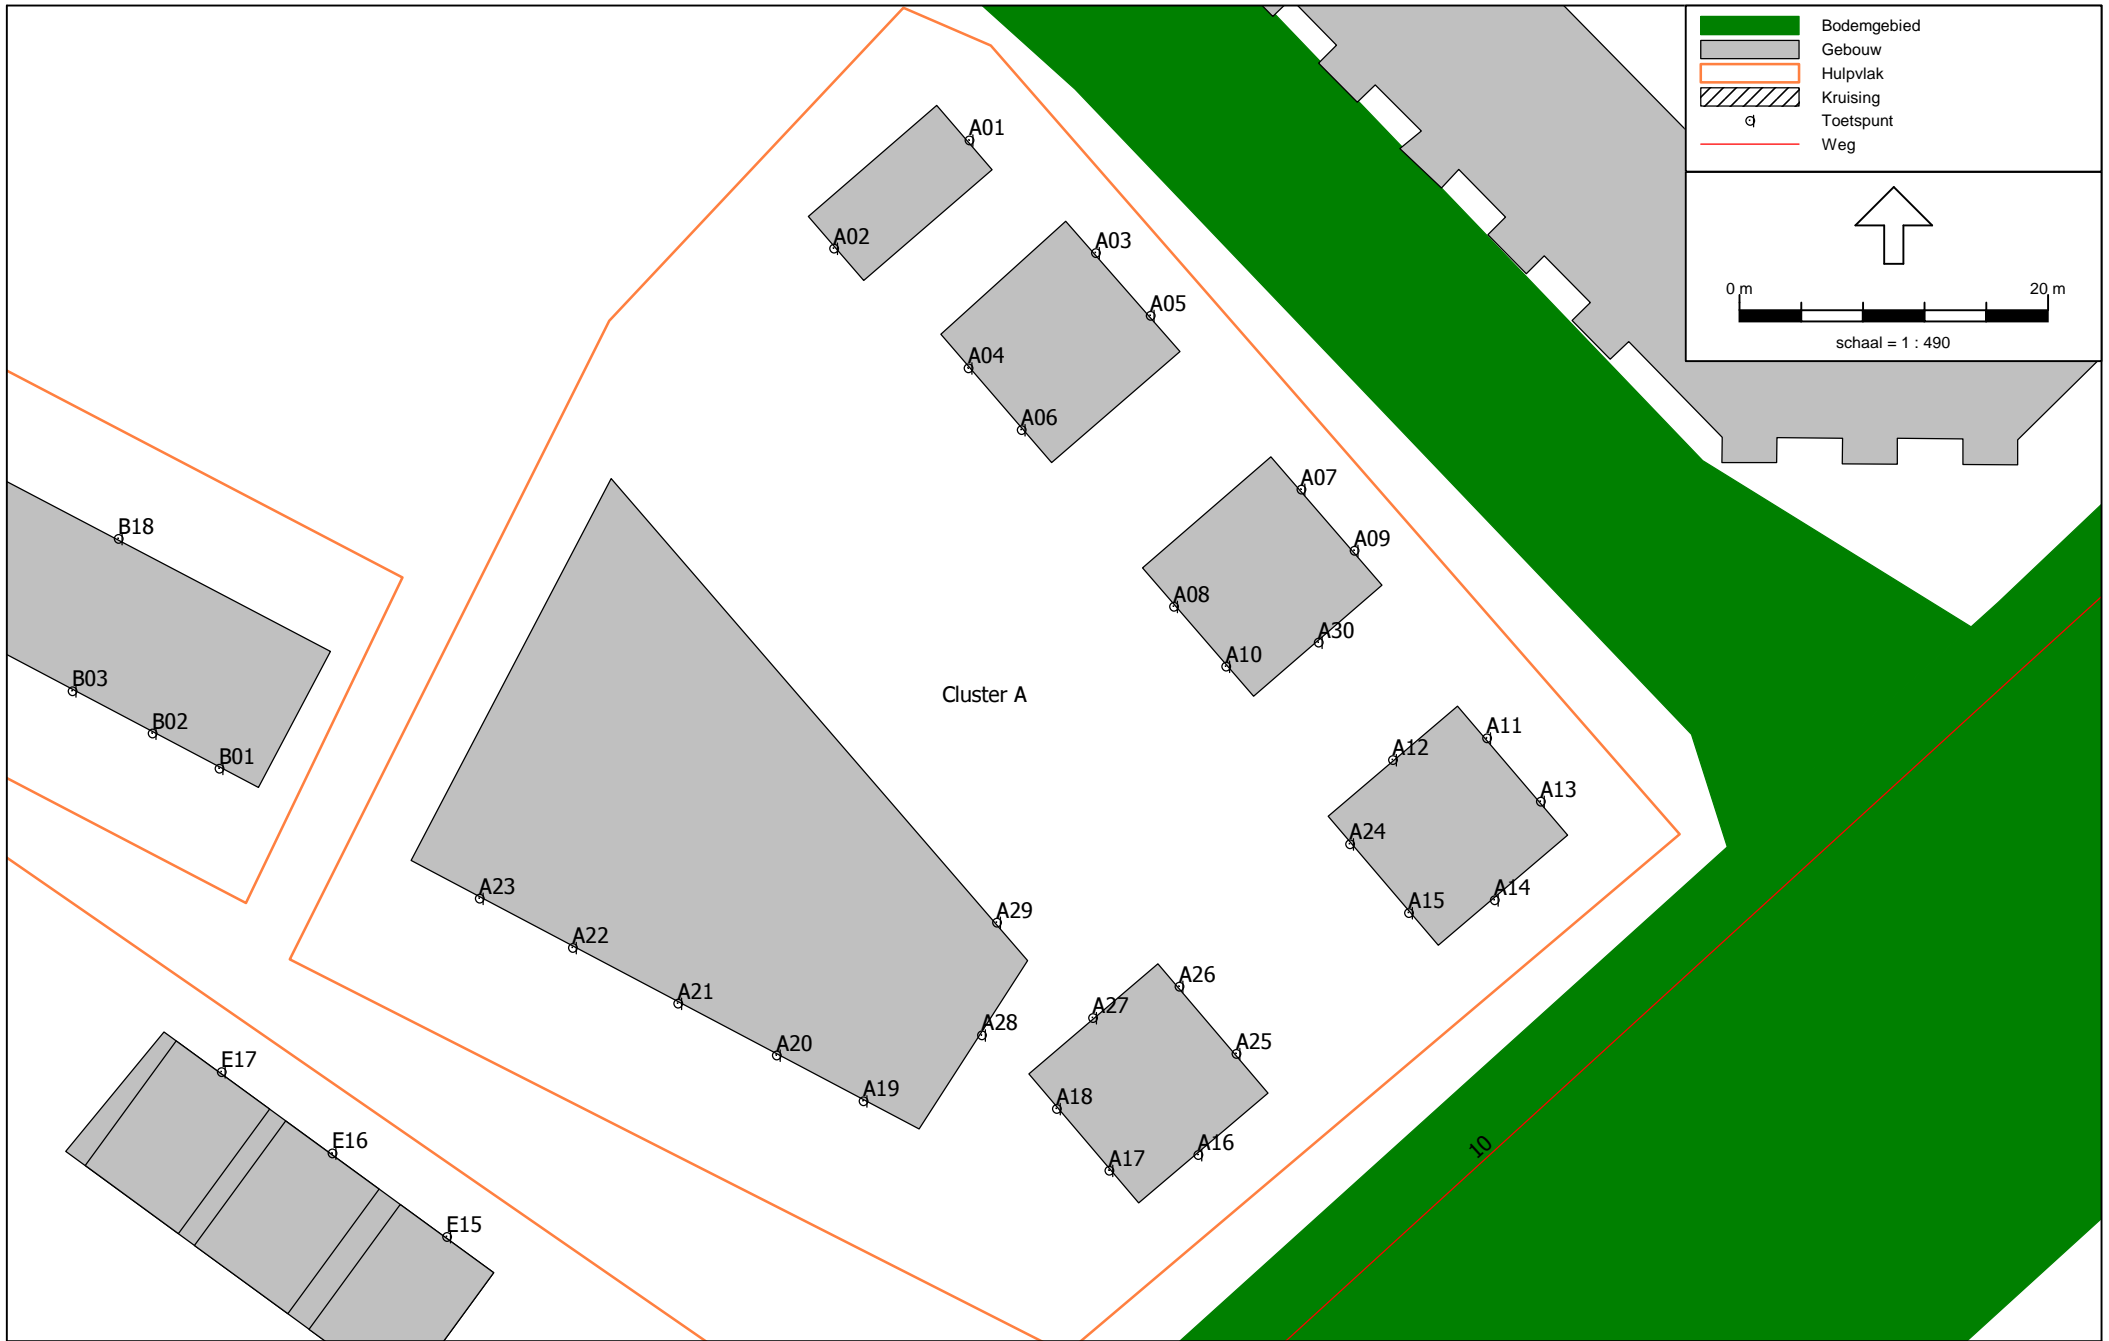 Bodemgebied
Gebouw
Hulpvlak
Kruising
Toetspunt
Weg
0 m 20 m
schaal = 1 : 490
A01
A02
A03
A05
A04
A06
A07
A09
B18
A08
A30
A10
B03
Cluster A
B02
A11
A12
B01
A13
A24
A23
A14
A15
A29
A22
A26
A21
A27
A28
A25
A20
E17
A19
A18
E16
A16
10
A17
E15